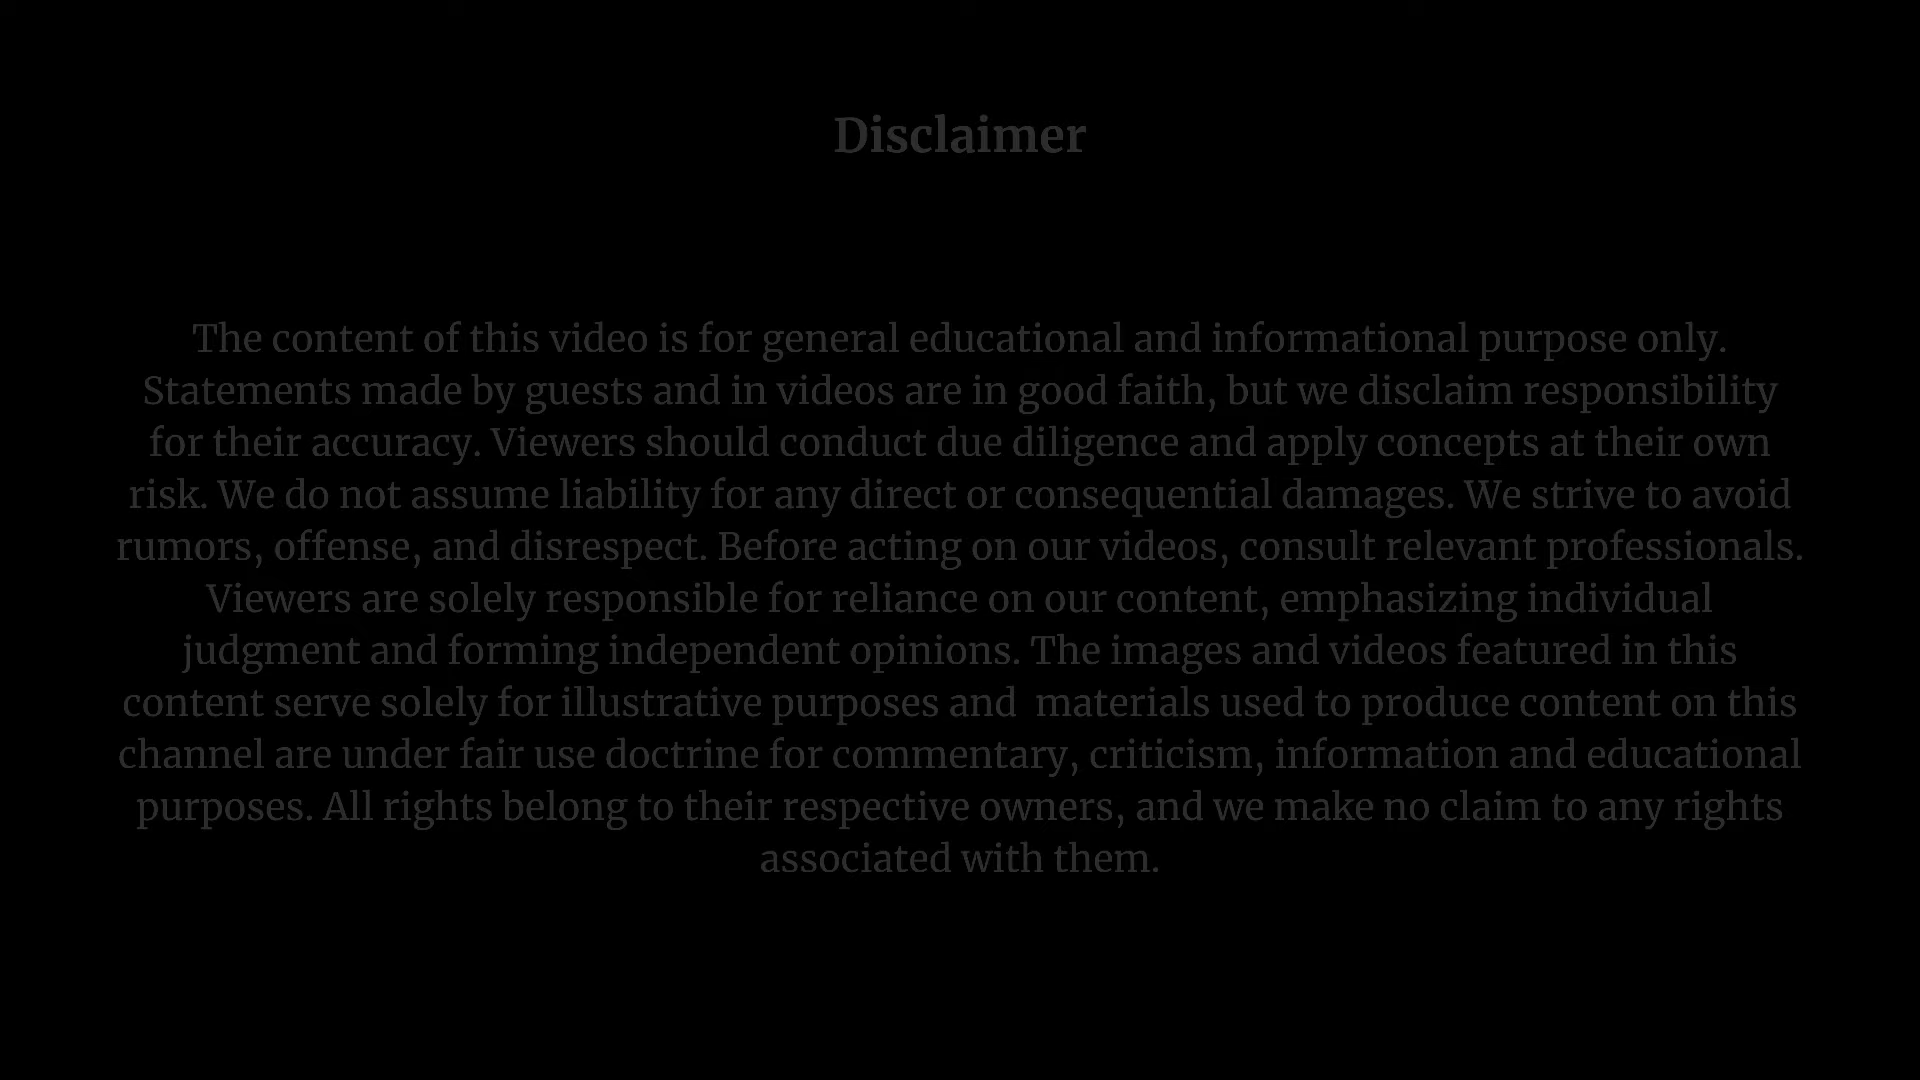 Disclaimer
The content of this video is for general educational and informational purpose only.
Statements made by guests and in videos are in good faith, but we disclaim responsibility
for their accuracy. Viewers should conduct due diligence and apply concepts at their own
risk. We do not assume liability for any direct or consequential damages. We strive to avoid
rumors, offense, and disrespect. Before acting on our videos, consult relevant professionals.
Viewers are solely responsible for reliance on our content, emphasizing individual
judgment and forming independent opinions. The images and videos featured in this
content serve solely for illustrative purposes and  materials used to produce content on this
channel are under fair use doctrine for commentary, criticism, information and educational
purposes. All rights belong to their respective owners, and we make no claim to any rights
associated with them.